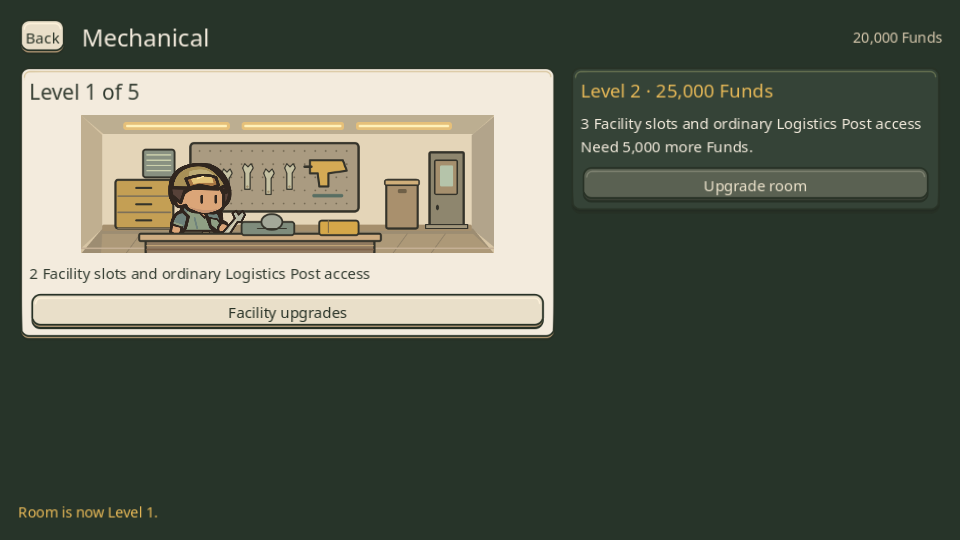 Back
Mechanical
20,000 Funds
Level 1 of 5
2 Facility slots and ordinary Logistics Post access
Facility upgrades
Level 2 · 25,000 Funds
3 Facility slots and ordinary Logistics Post access
Need 5,000 more Funds.
Upgrade room
Room is now Level 1.